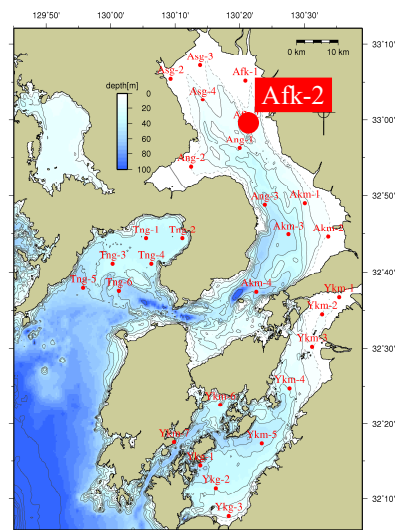 129˚50' 130˚00' 130˚10' 130˚20' 130˚30'
0 km 10 km
33˚10'
33˚00'
32˚50'
32˚40'
32˚30'
32˚20'
32˚10'
depth[m]
0
20
40
60
80
100
Asg-3
Asg-2
Afk-1
Asg-4
Afk-2
Ang-2
Ang-3
Akm-1
Akm-3
Akm-2
Akm-4
Tng-1
Tng-2
Tng-3
Tng-4
Tng-5
Tng-6
Ykm-1
Ykm-2
Ykm-3
Ykm-4
Ykm-5
Ykg-2
Ykg-3